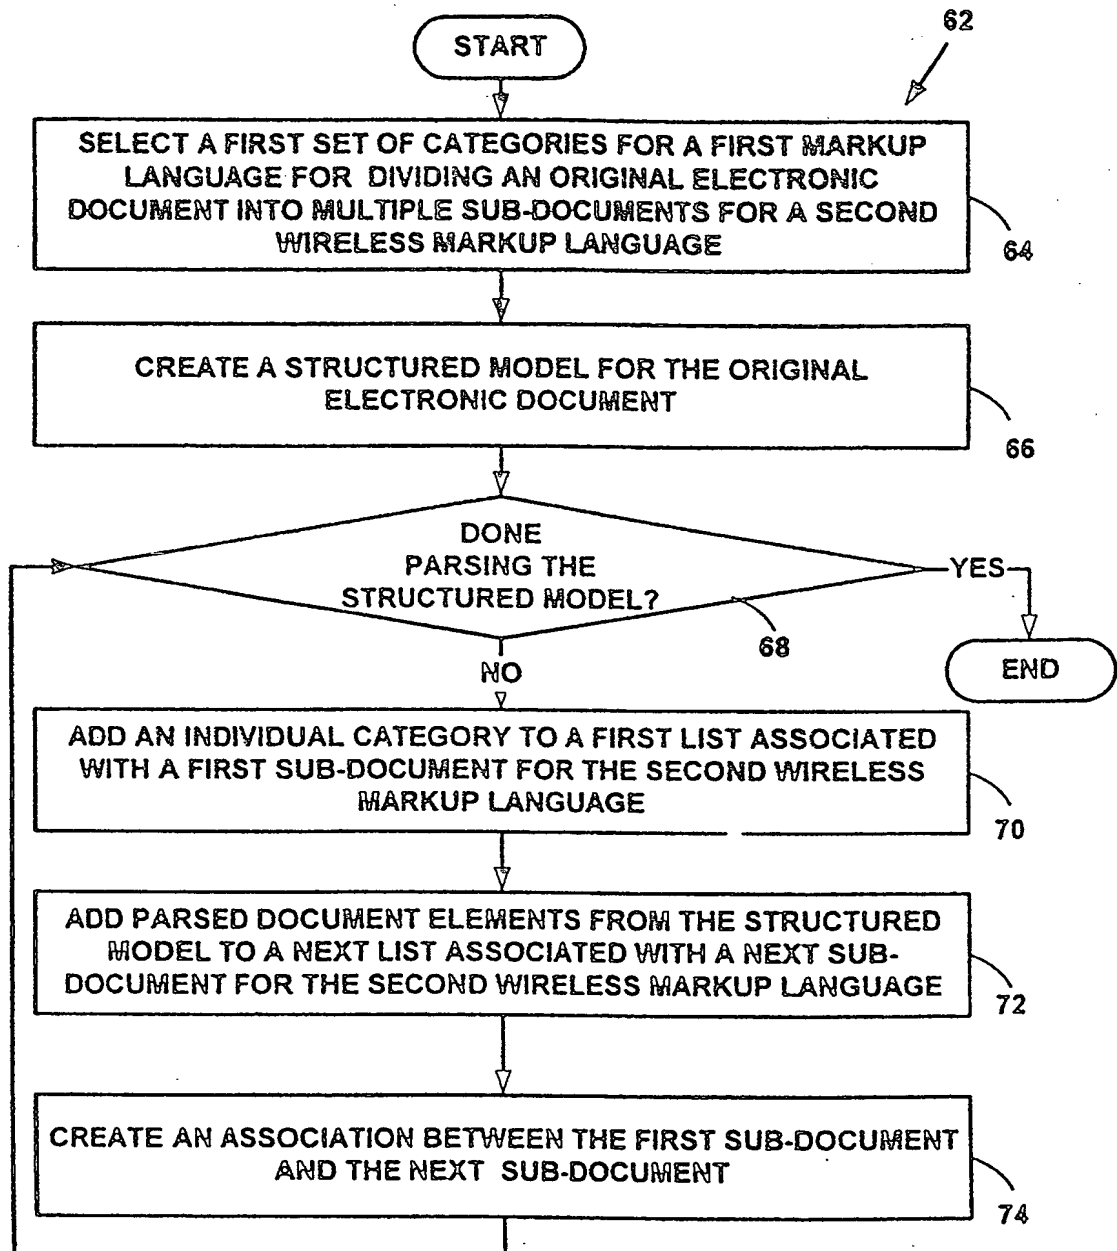 62
START
SELECT A FIRST SET OF CATEGORIES FOR A FIRST MARKUP
LANGUAGE FOR DIVIDING AN ORIGINAL ELECTRONIC
DOCUMENT INTO MULTIPLE SUB-DOCUMENTS FOR A SECOND
WIRELESS MARKUP LANGUAGE
64
CREATE A STRUCTURED MODEL FOR THE ORIGINAL
ELECTRONIC DOCUMENT
66
DONE
PARSING THE
STRUCTURED MODEL?
YES
68
END
NO
ADD AN INDIVIDUAL CATEGORY TO A FIRST LIST ASSOCIATED
WITH A FIRST SUB-DOCUMENT FOR THE SECOND WIRELESS
MARKUP LANGUAGE
70
ADD PARSED DOCUMENT ELEMENTS FROM THE STRUCTURED
MODEL TO A NEXT LIST ASSOCIATED WITH A NEXT SUB-
DOCUMENT FOR THE SECOND WIRELESS MARKUP LANGUAGE
72
CREATE AN ASSOCIATION BETWEEN THE FIRST SUB-DOCUMENT
AND THE NEXT SUB-DOCUMENT
74